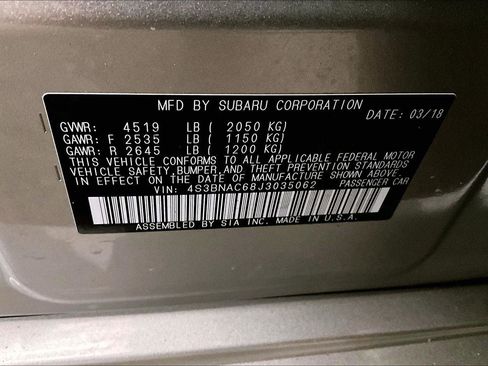 MFD BY SUBARU CORPORATION
DATE: 03/18
GVWR: 4519 LB ( 2050 KG)
GAWR: F 2535 LB ( 1150 KG)
GAWR: R 2645 LB ( 1200 KG)
THIS VEHICLE CONFORMS TO ALL APPLICABLE FEDERAL MOTOR
VEHICLE SAFETY, BUMPER, AND THEFT PREVENTION STANDARDS
IN EFFECT ON THE DATE OF MANUFACTURE SHOWN ABOVE.
VIN: 4S3BNAC68J3035062 PASSENGER CAR
ASSEMBLED BY SIA INC. MADE IN U.S.A.